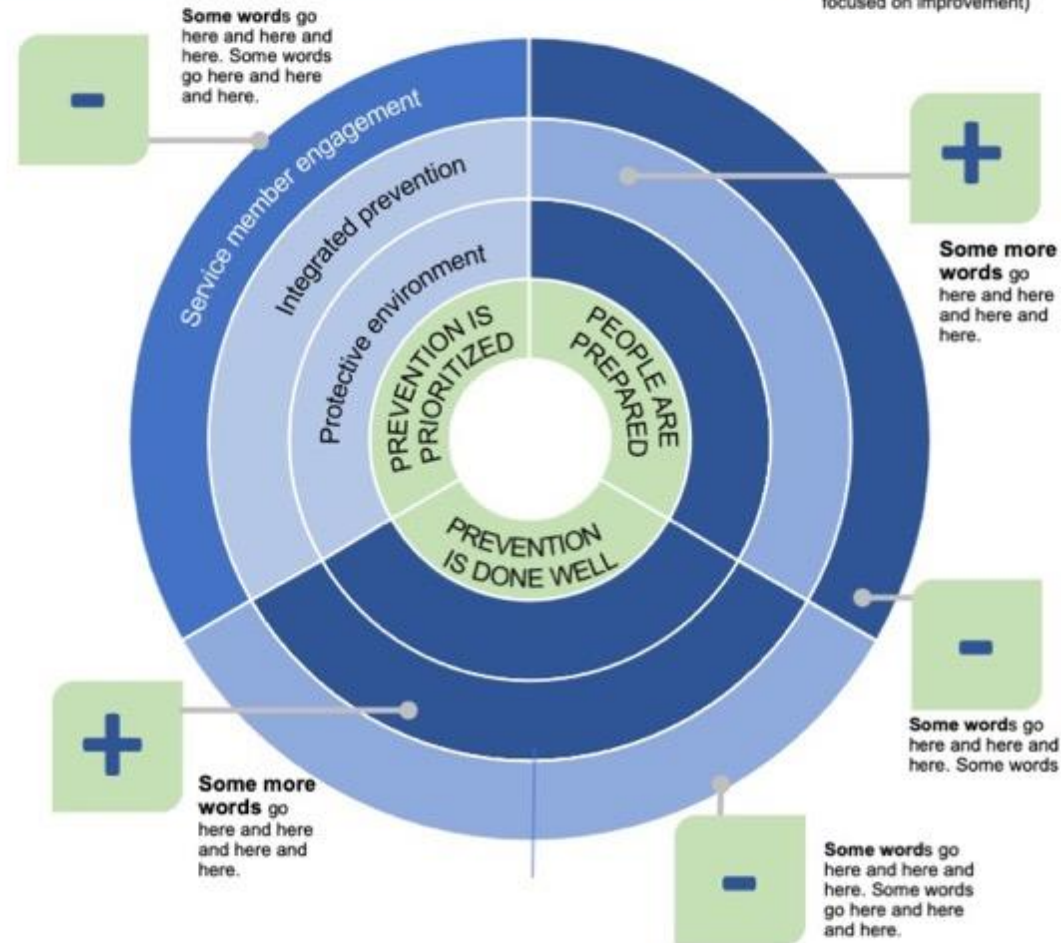 focused on improvement)
Some words go
here and here and
here. Some words
go here and here
and here.
-
+
Some more
words go
here and here
and here and
here.
Service member engagement
Integrated prevention
Protective environment
PREVENTION IS
PRIORITIZED
PEOPLE ARE
PREPARED
PREVENTION
IS DONE WELL
-
Some words go
here and here and
here. Some words
+
Some more
words go
here and here
and here and
here.
-
Some words go
here and here and
here. Some words
go here and here
and here.